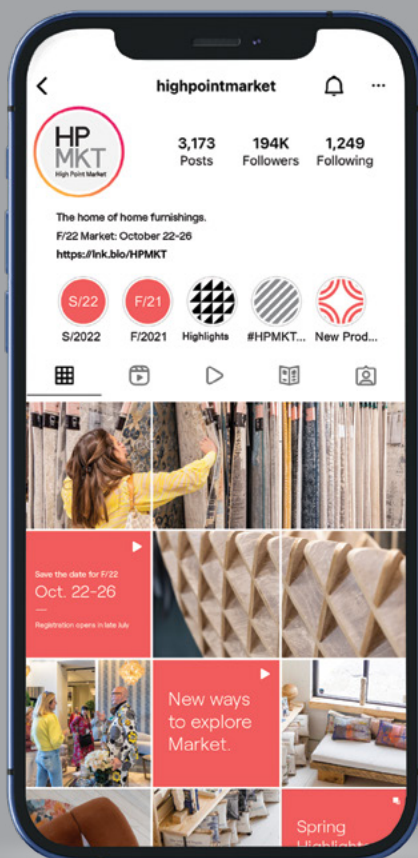 highpointmarket
HP
MKT
High Point Market
3,173
Posts
194K
Followers
1,249
Following
The home of home furnishings.
F/22 Market: October 22-26
https://lnk.bio/HPMKT
S/22
F/21
S/2022
F/2021
Highlights
#HPMKT...
New Prod...
Save the date for F/22
Oct. 22-26
Registration opens in late July
New ways
to explore
Market.
Spring
Highlights